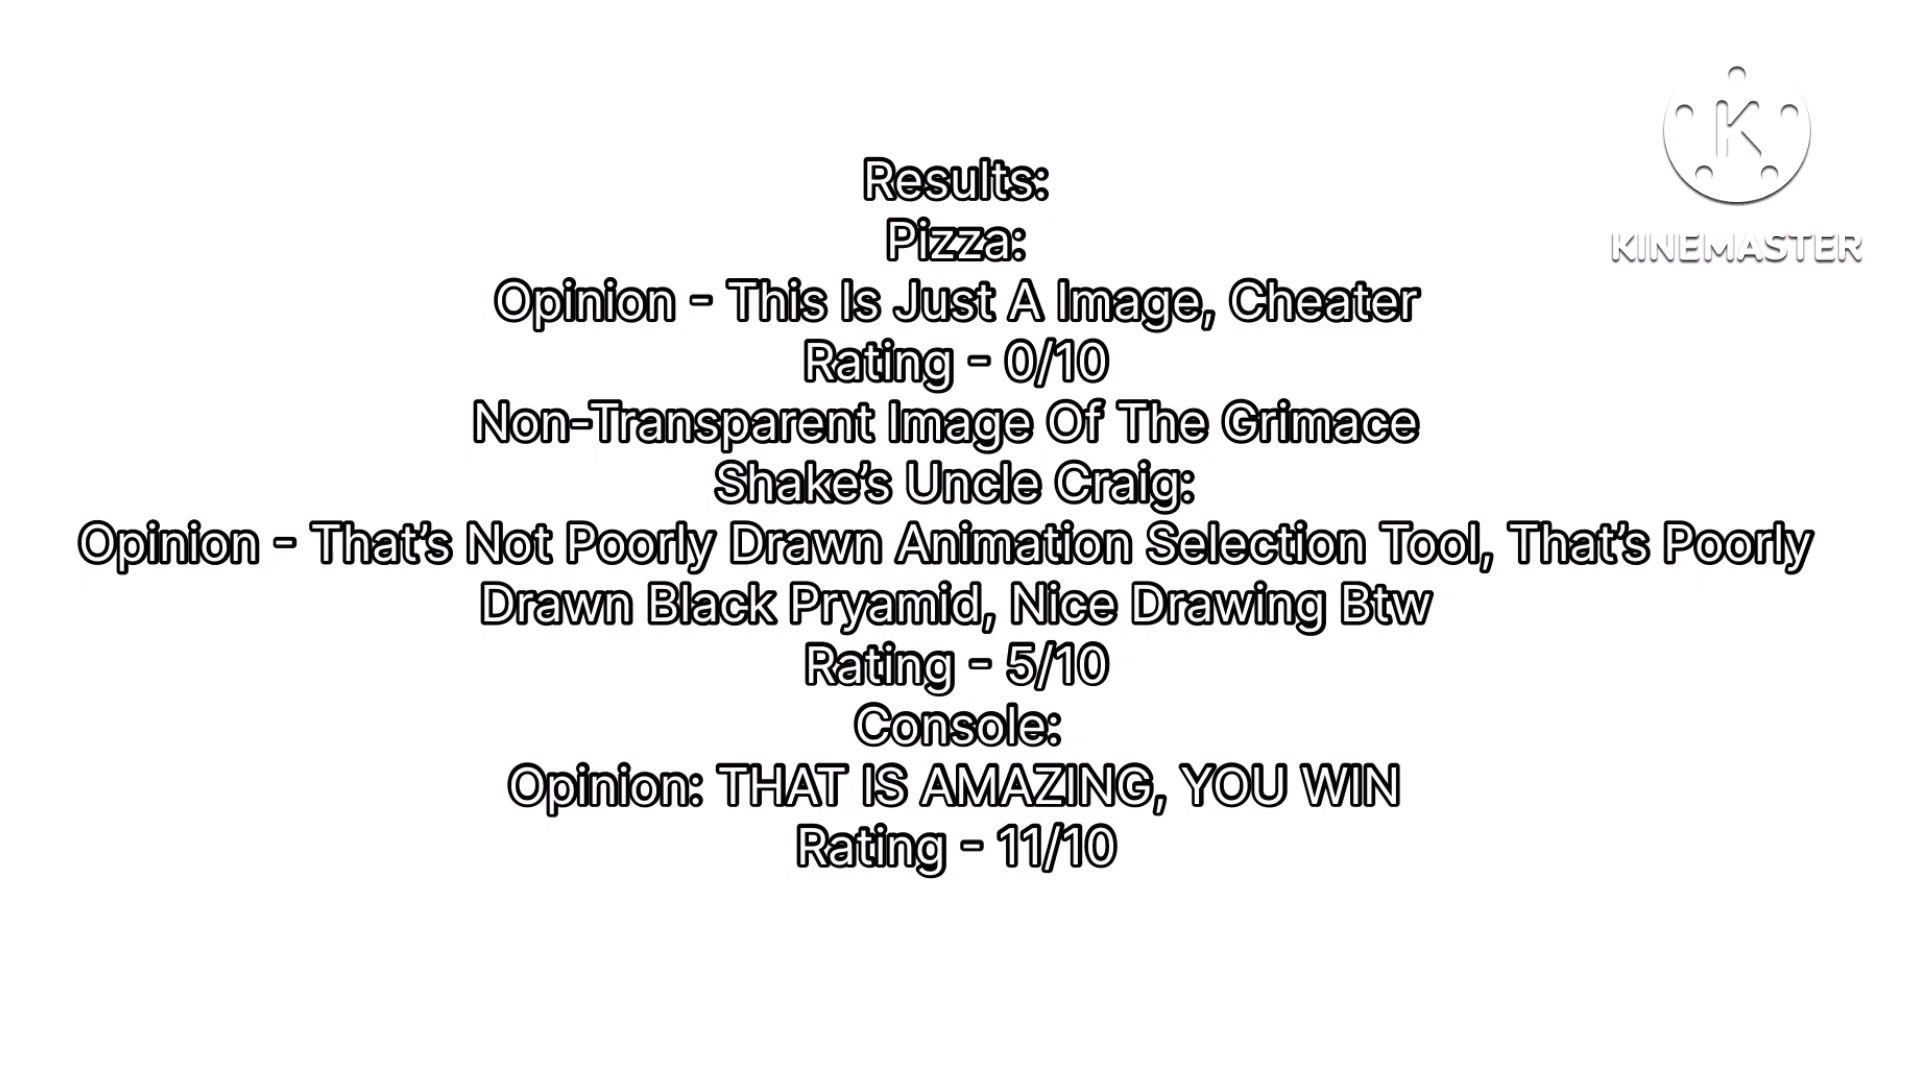 Results:
Pizza:
Opinion - This Is Just A Image, Cheater
Rating - 0/10
Non-Transparent Image Of The Grimace
Shake's Uncle Craig:
Opinion - That's Not Poorly Drawn Animation Selection Tool, That's Poorly
Drawn Black Pryamid, Nice Drawing Btw
Rating - 5/10
Console:
Opinion: THAT IS AMAZING, YOU WIN
Rating - 11/10
K
KINEMASTER